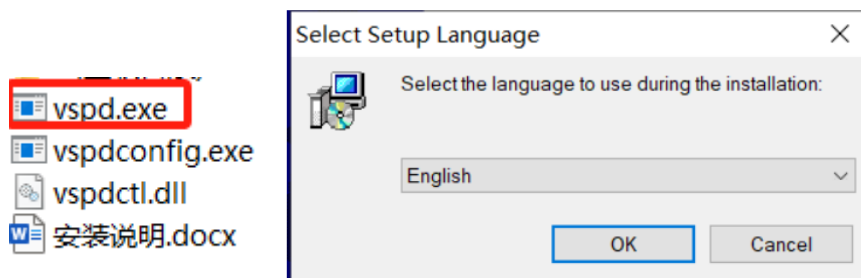 vspd.exe
vspdconfig.exe
vspdctl.dll
安装说明.docx
Select Setup Language
Select the language to use during the installation:
English
OK
Cancel